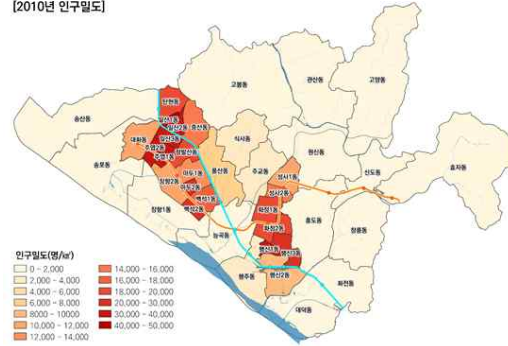 [2010년 인구밀도]
고양동
관산동
고봉동
탄현동
송산동
일산1동
일산2동
중산동
식사동
대화동
일산3동
주엽2동
정발산동
원신동
효자동
송포동
주엽1동
마두1동
풍산동
주교동
성사1동
신도동
장항2동
마두2동
성사2동
백석1동
장항1동
백석2동
화정1동
흥도동
창릉동
능곡동
화정2동
행신1동
행신3동
행주동
행신2동
화전동
대덕동
인구밀도(명/㎢)
0 - 2,000
2,000 - 4,000
4,000 - 6,000
6,000 - 8,000
8000 - 10000
10,000 - 12,000
12,000 - 14,000
14,000 - 16,000
16,000 - 18,000
18,000 - 20,000
20,000 - 30,000
30,000 - 40,000
40,000 - 50,000